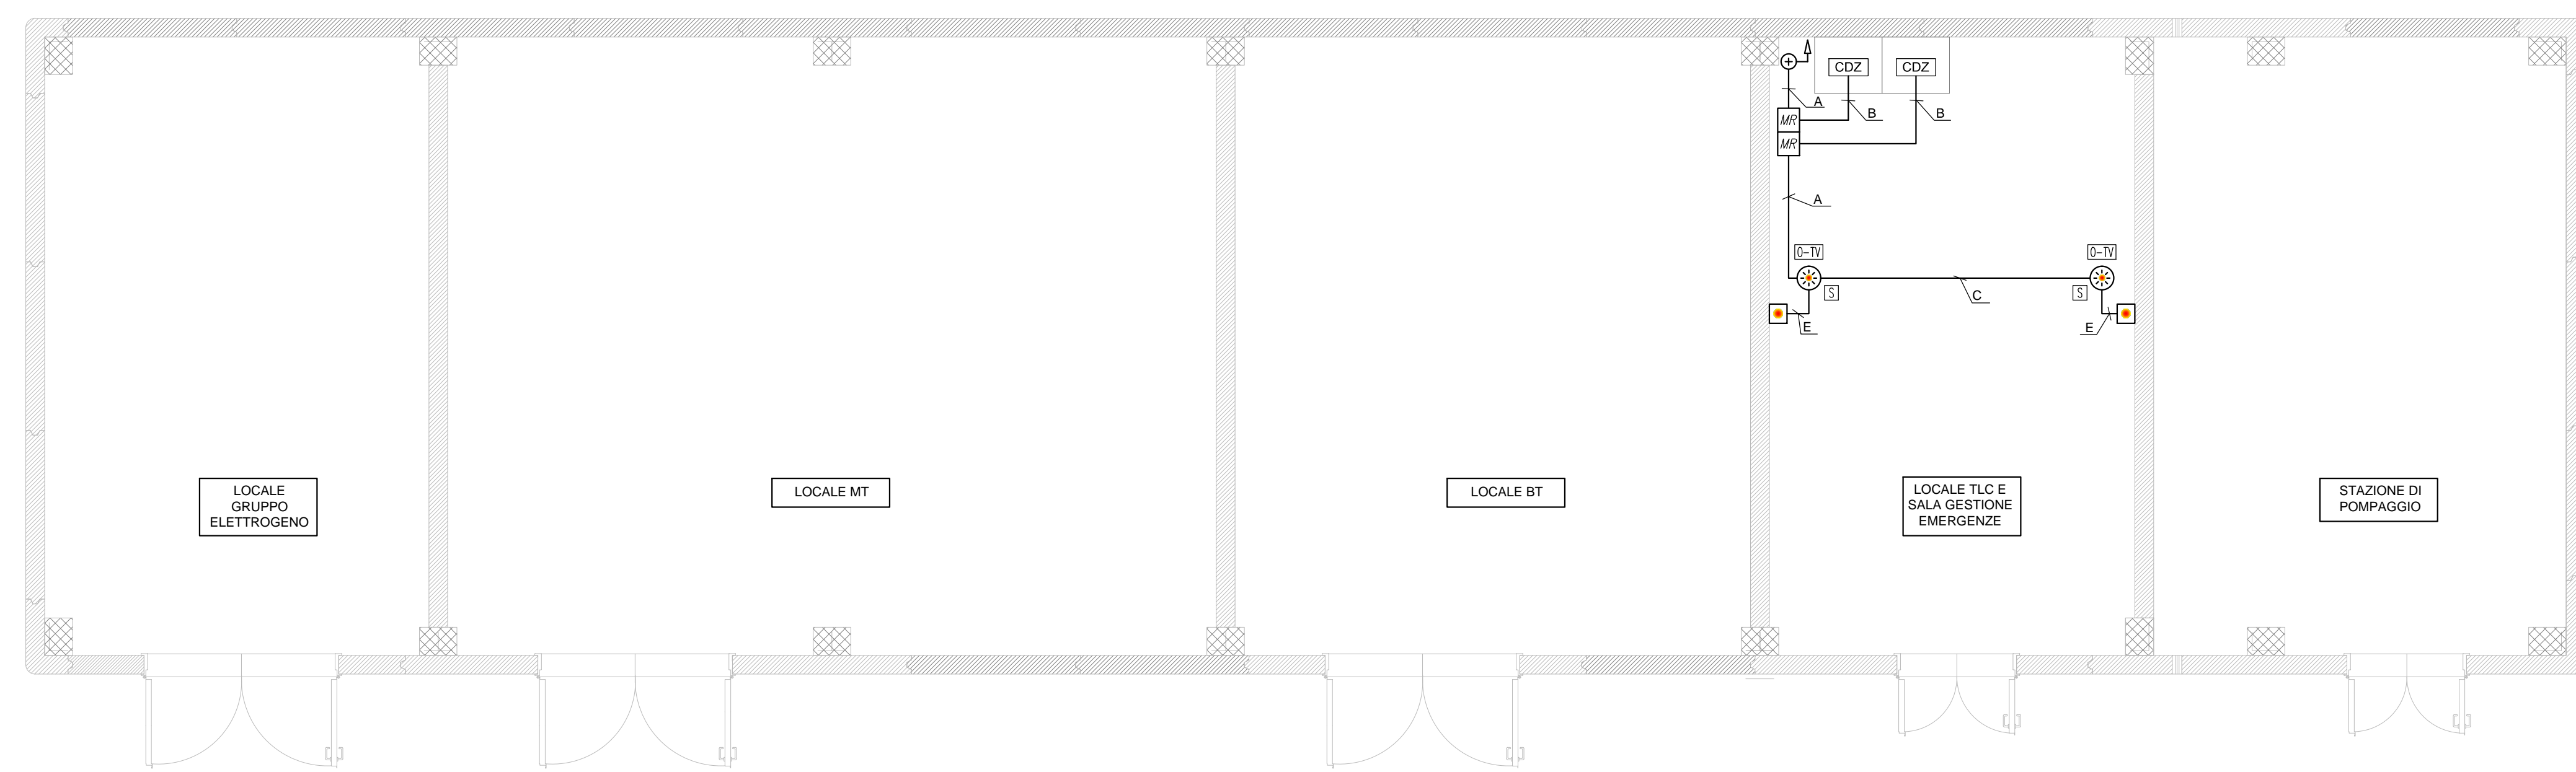 CDZ
CDZ
A
B
B
MR
MR
A
O-TV
O-TV
S
S
C
E
E
LOCALE
GRUPPO
ELETTROGENO
LOCALE MT
LOCALE BT
LOCALE TLC E
SALA GESTIONE
EMERGENZE
STAZIONE DI
POMPAGGIO